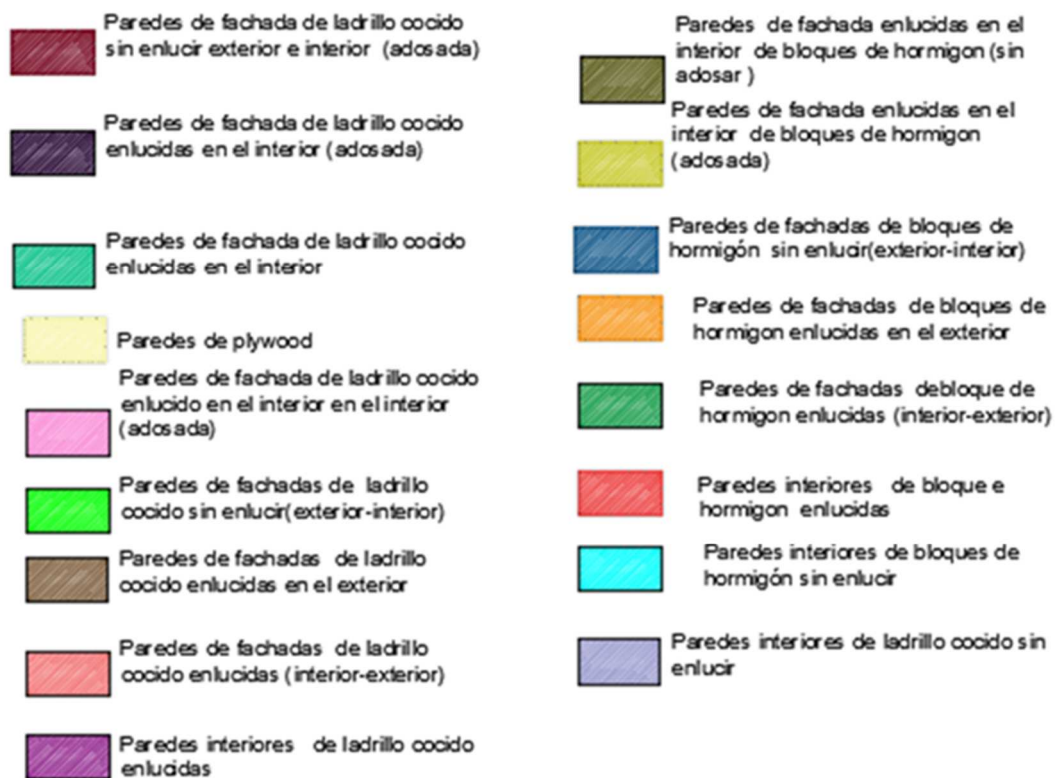 Paredes de fachada de ladrillo cocido
sin enlucir exterior e interior (adosada)
Paredes de fachada de ladrillo cocido
enlucidas en el interior (adosada)
Paredes de fachada de ladrillo cocido
enlucidas en el interior
Paredes de plywood
Paredes de fachada de ladrillo cocido
enlucido en el interior en el interior
(adosada)
Paredes de fachadas de ladrillo
cocido sin enlucir(exterior-interior)
Paredes de fachadas de ladrillo
cocido enlucidas en el exterior
Paredes de fachadas de ladrillo
cocido enlucidas (interior-exterior)
Paredes interiores de ladrillo cocido
enlucidas
Paredes de fachada enlucidas en el
interior de bloques de hormigon (sin
adosar )
Paredes de fachada enlucidas en el
interior de bloques de hormigon
(adosada)
Paredes de fachadas de bloques de
hormigón sin enlucir(exterior-interior)
Paredes de fachadas de bloques de
hormigon enlucidas en el exterior
Paredes de fachadas debloque de
hormigon enlucidas (interior-exterior)
Paredes interiores de bloque e
hormigon enlucidas
Paredes interiores de bloques de
hormigón sin enlucir
Paredes interiores de ladrillo cocido sin
enlucir